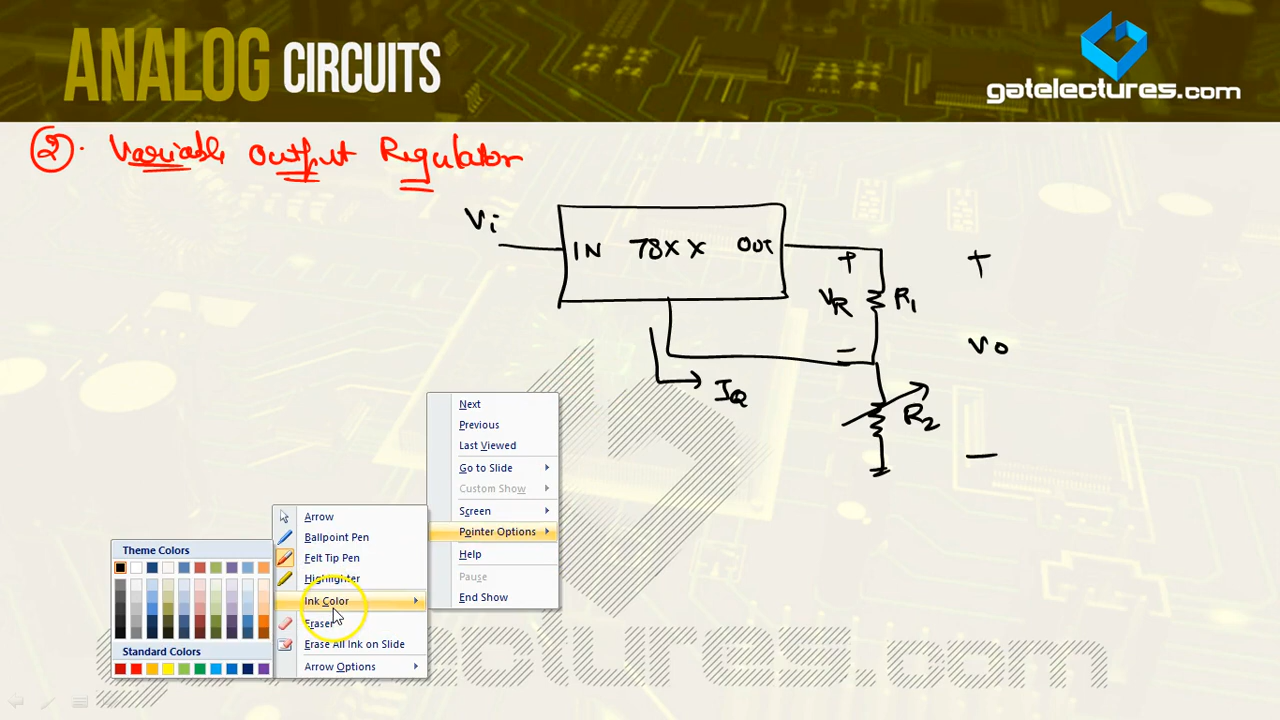 ANALOG CIRCUITS
gatelectures.com
②. Variable Output Regulator
Vi
IN 78XX OUT
+
VR
-
R1
+
Vo
-
IQ
R2
Next
Previous
Last Viewed
Go to Slide
Custom Show
Screen
Pointer Options
Help
Pause
End Show
Arrow
Ballpoint Pen
Felt Tip Pen
Highlighter
Ink Color
Eraser
Erase All Ink on Slide
Arrow Options
Theme Colors
Standard Colors